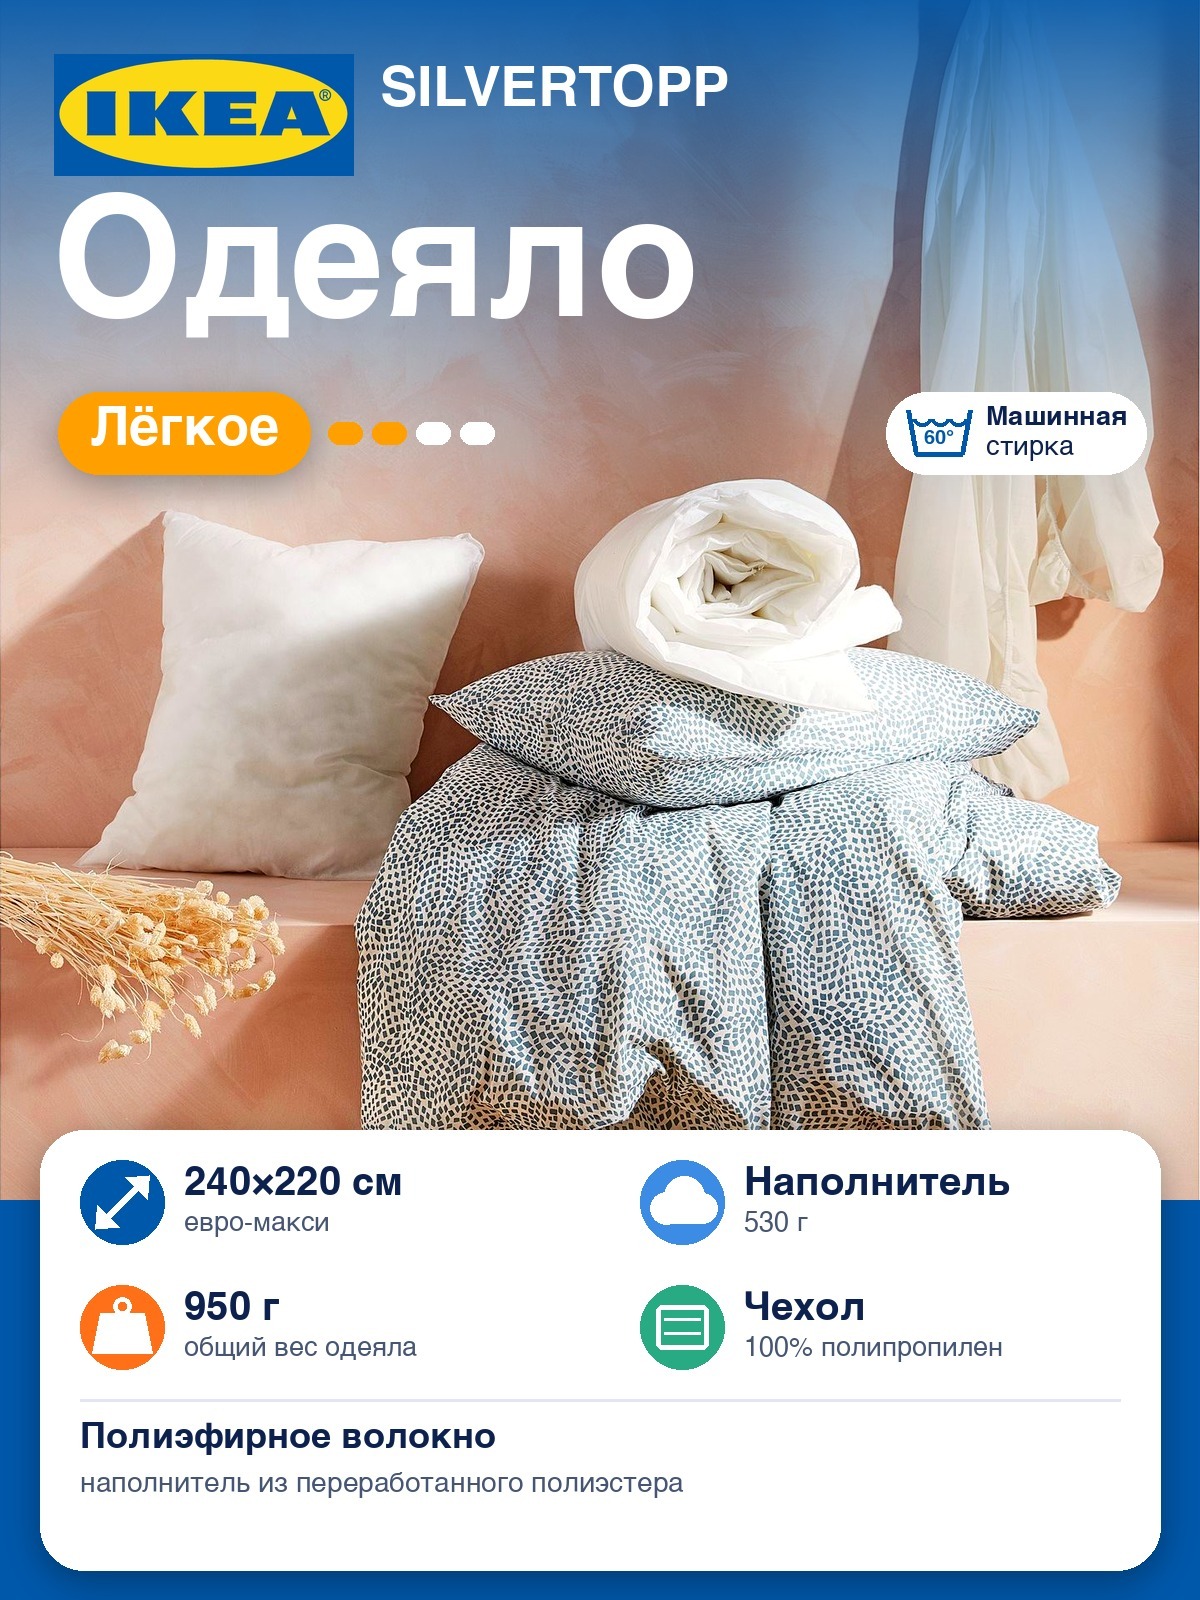 IKEA®
SILVERTOPP
Одеяло
Лёгкое
60°
Машинная
стирка
240×220 см
евро-макси
Наполнитель
530 г
950 г
общий вес одеяла
Чехол
100% полипропилен
Полиэфирное волокно
наполнитель из переработанного полиэстера